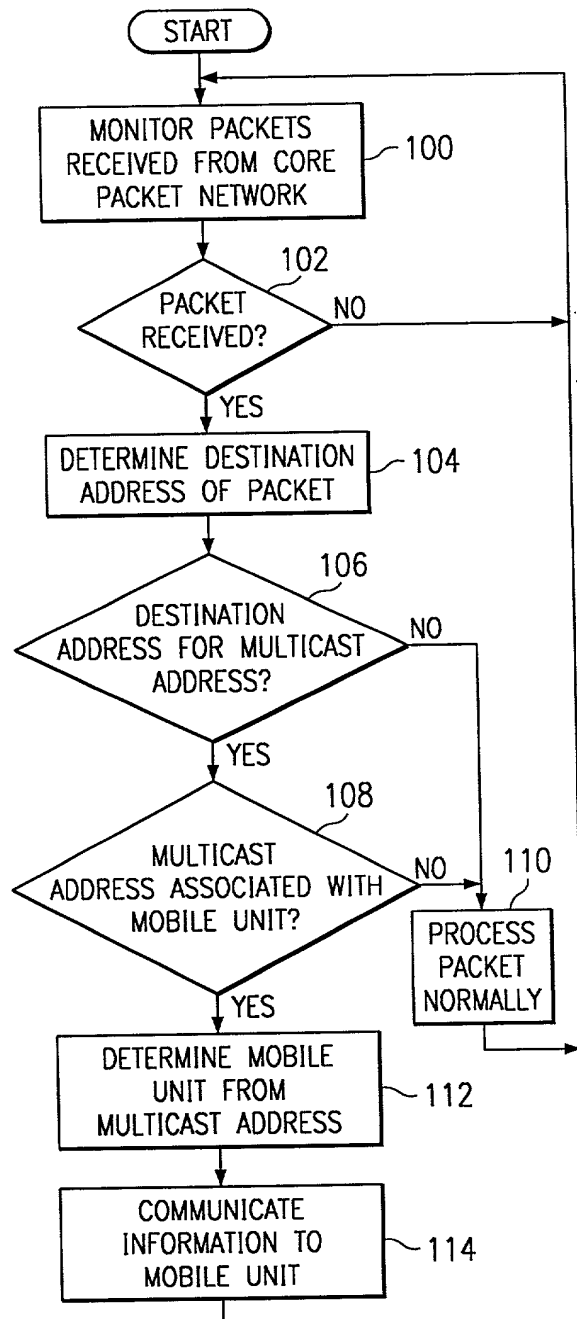 START
MONITOR PACKETS
RECEIVED FROM CORE
PACKET NETWORK
100
102
PACKET
RECEIVED?
NO
YES
DETERMINE DESTINATION
ADDRESS OF PACKET
104
106
DESTINATION
ADDRESS FOR MULTICAST
ADDRESS?
NO
YES
108
MULTICAST
ADDRESS ASSOCIATED WITH
MOBILE UNIT?
NO
110
PROCESS
PACKET
NORMALLY
YES
DETERMINE MOBILE
UNIT FROM
MULTICAST ADDRESS
112
COMMUNICATE
INFORMATION TO
MOBILE UNIT
114